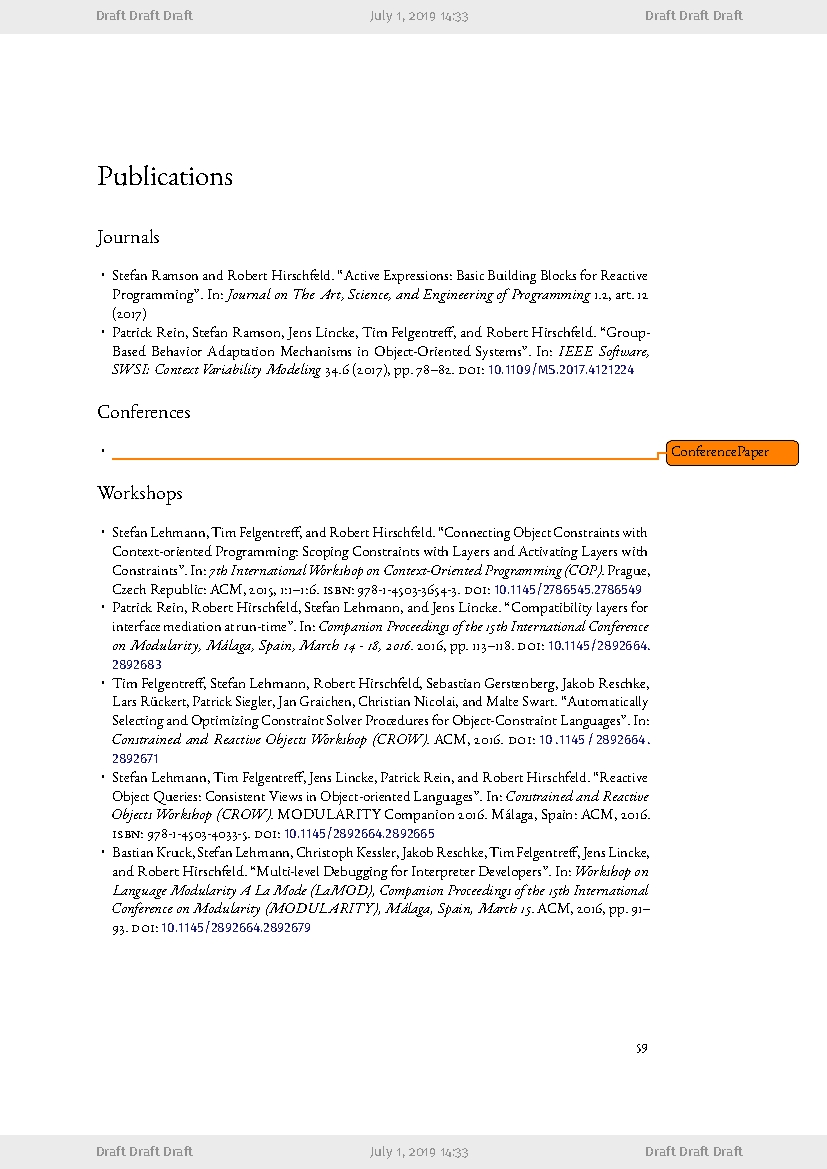 Draft Draft Draft July 1, 2019 14:33 Draft Draft Draft
Publications
Journals
• Stefan Ramson and Robert Hirschfeld. “Active Expressions: Basic Building Blocks for Reactive
Programming”. In: Journal on The Art, Science, and Engineering of Programming 1.2, art. 12
(2017)
• Patrick Rein, Stefan Ramson, Jens Lincke, Tim Felgentreff, and Robert Hirschfeld. “Group-
Based Behavior Adaptation Mechanisms in Object-Oriented Systems”. In: IEEE Software,
SWSI: Context Variability Modeling 34.6 (2017), pp. 78–82. DOI: 10.1109/MS.2017.4121224
Conferences
• ConferencePaper
Workshops
• Stefan Lehmann, Tim Felgentreff, and Robert Hirschfeld. “Connecting Object Constraints with
Context-oriented Programming: Scoping Constraints with Layers and Activating Layers with
Constraints”. In: 7th International Workshop on Context-Oriented Programming (COP). Prague,
Czech Republic: ACM, 2015, 1:1–1:6. ISBN: 978-1-4503-3654-3. DOI: 10.1145/2786545.2786549
• Patrick Rein, Robert Hirschfeld, Stefan Lehmann, and Jens Lincke. “Compatibility layers for
interface mediation at run-time”. In: Companion Proceedings of the 15th International Conference
on Modularity, Málaga, Spain, March 14 - 18, 2016. 2016, pp. 113–118. DOI: 10.1145/2892664.
2892683
• Tim Felgentreff, Stefan Lehmann, Robert Hirschfeld, Sebastian Gerstenberg, Jakob Reschke,
Lars Rückert, Patrick Siegler, Jan Graichen, Christian Nicolai, and Malte Swart. “Automatically
Selecting and Optimizing Constraint Solver Procedures for Object-Constraint Languages”. In:
Constrained and Reactive Objects Workshop (CROW). ACM, 2016. DOI: 10.1145/2892664.
2892671
• Stefan Lehmann, Tim Felgentreff, Jens Lincke, Patrick Rein, and Robert Hirschfeld. “Reactive
Object Queries: Consistent Views in Object-oriented Languages”. In: Constrained and Reactive
Objects Workshop (CROW). MODULARITY Companion 2016. Málaga, Spain: ACM, 2016.
ISBN: 978-1-4503-4033-5. DOI: 10.1145/2892664.2892665
• Bastian Kruck, Stefan Lehmann, Christoph Kessler, Jakob Reschke, Tim Felgentreff, Jens Lincke,
and Robert Hirschfeld. “Multi-level Debugging for Interpreter Developers”. In: Workshop on
Language Modularity A La Mode (LaMOD), Companion Proceedings of the 15th International
Conference on Modularity (MODULARITY), Málaga, Spain, March 15. ACM, 2016, pp. 91–
93. DOI: 10.1145/2892664.2892679
59
Draft Draft Draft July 1, 2019 14:33 Draft Draft Draft